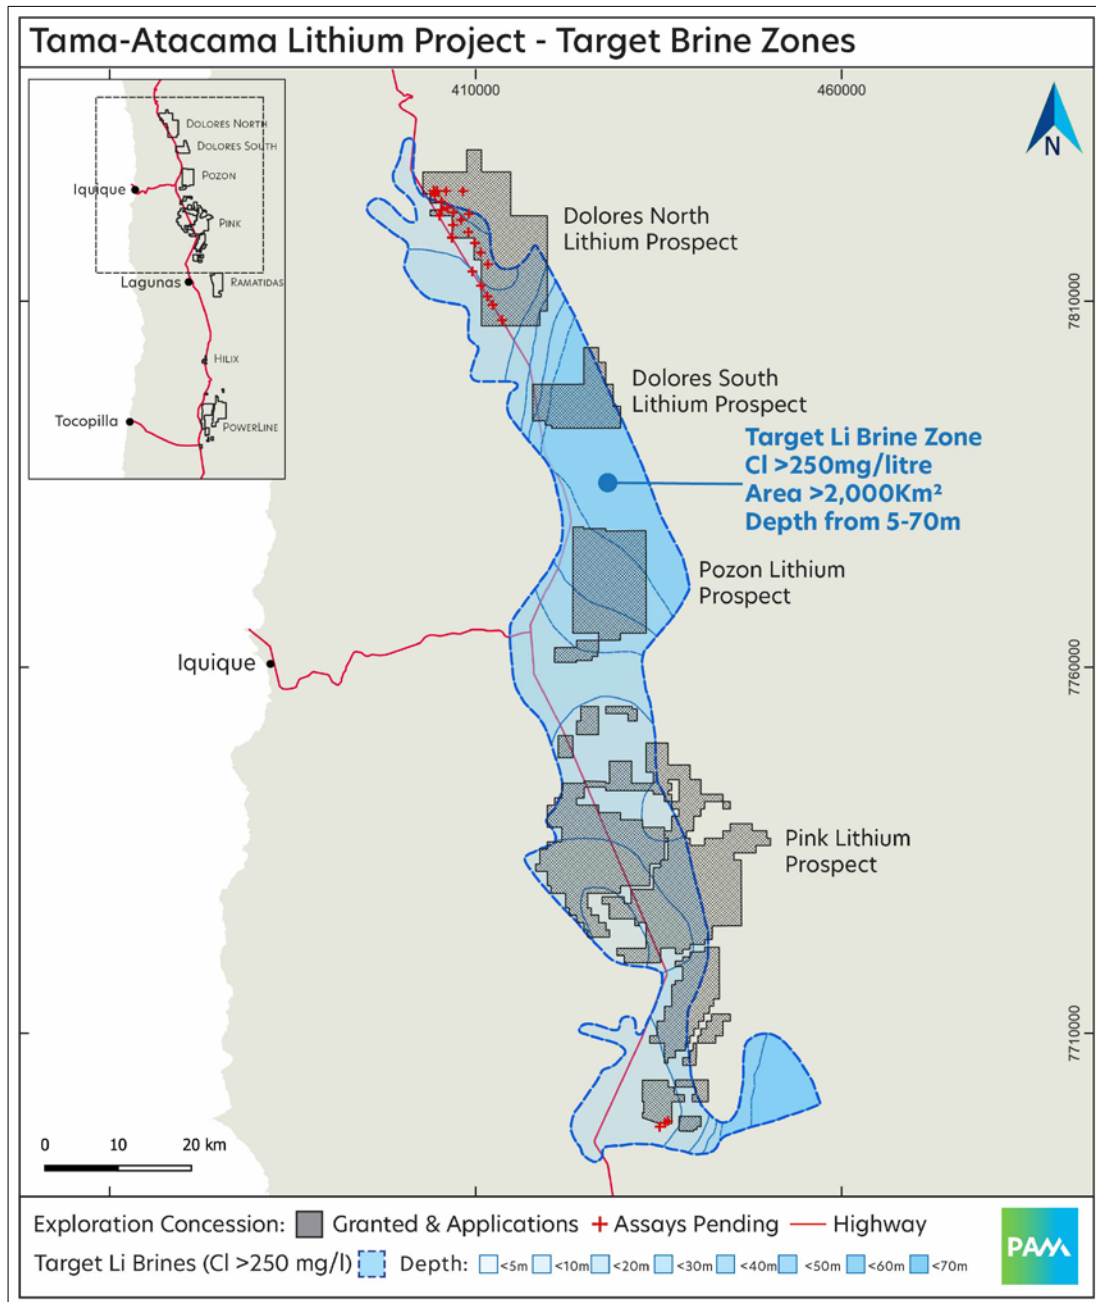 Tama-Atacama Lithium Project - Target Brine Zones
410000
460000
N
DOLORES NORTH
DOLORES SOUTH
POZON
Iquique
PINK
Lagunas
RAMATIDAS
HILIX
Tocopilla
POWERLINE
Dolores North
Lithium Prospect
7810000
Dolores South
Lithium Prospect
Target Li Brine Zone
Cl >250mg/litre
Area >2,000Km²
Depth from 5-70m
Pozon Lithium
Prospect
Iquique
7760000
Pink Lithium
Prospect
7710000
0 10 20 km
Exploration Concession: Granted & Applications + Assays Pending Highway
Target Li Brines (Cl >250 mg/l) Depth: <5m <10m <20m <30m <40m <50m <60m <70m
PAM